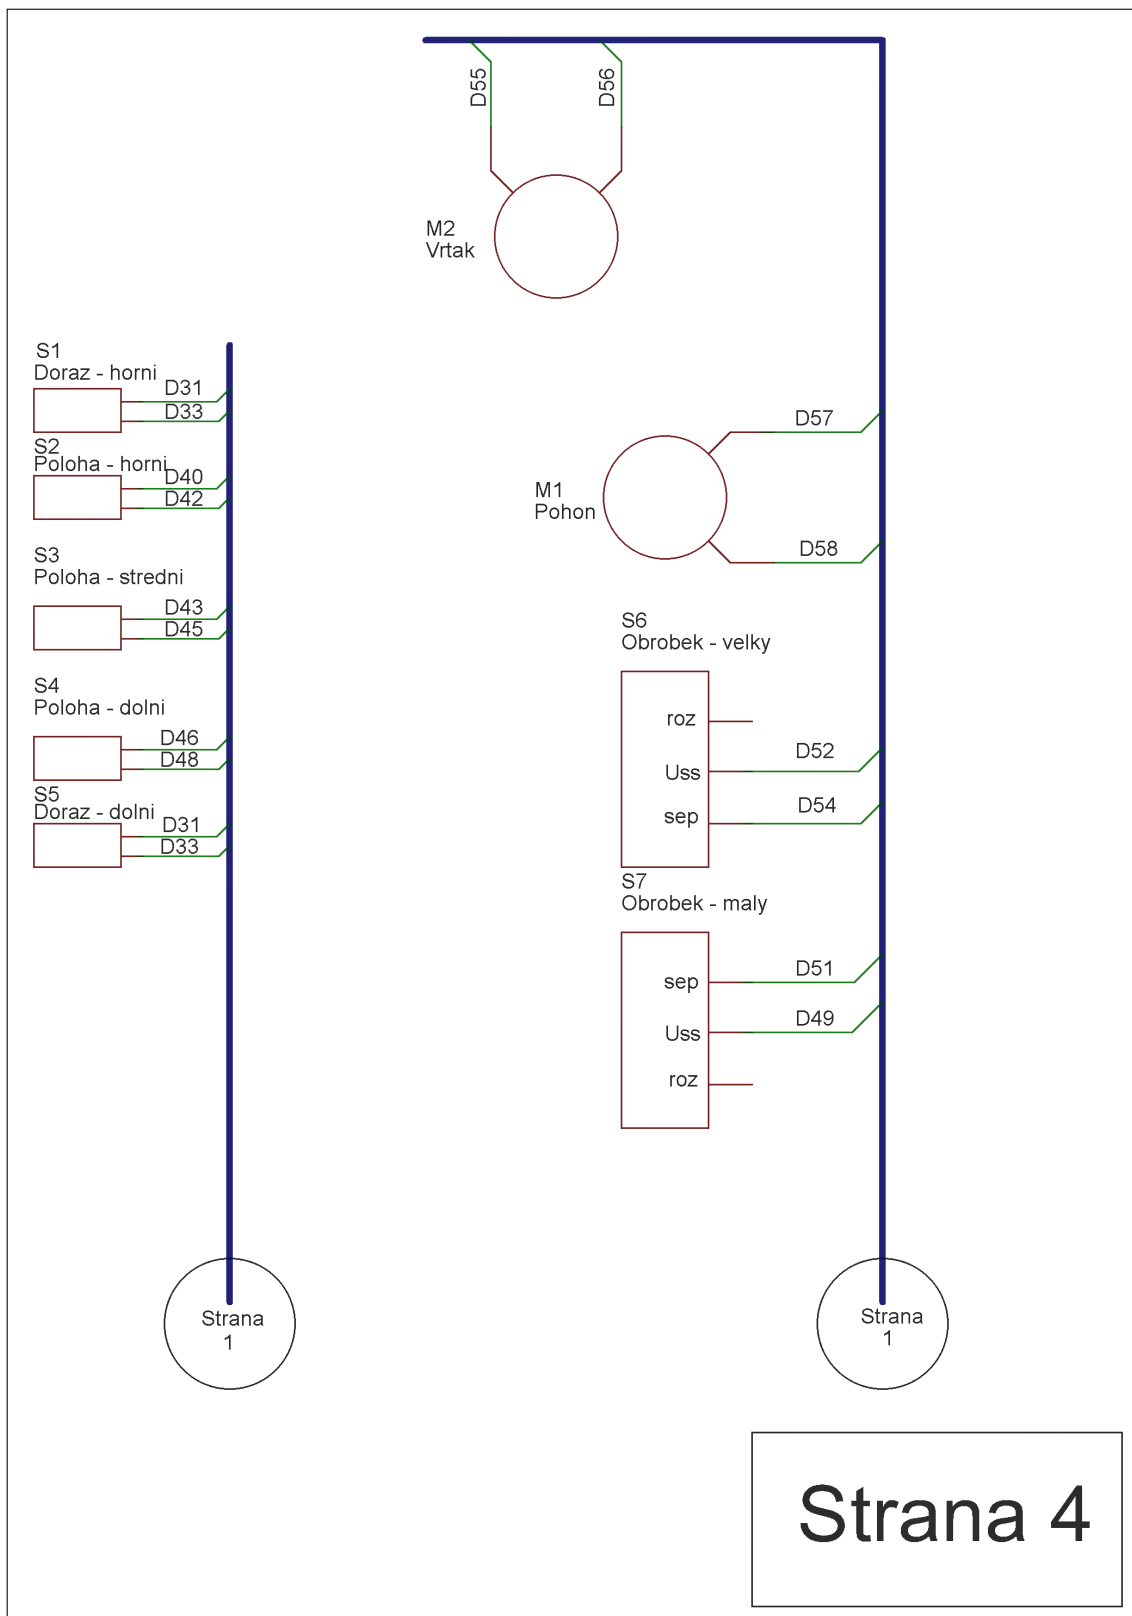 D55
D56
M2
Vrtak
S1
Doraz - horni
D31
D33
S2
Poloha - horni
D40
D42
S3
Poloha - stredni
D43
D45
S4
Poloha - dolni
D46
D48
S5
Doraz - dolni
D31
D33
D57
M1
Pohon
D58
S6
Obrobek - velky
roz
D52
Uss
D54
sep
S7
Obrobek - maly
D51
sep
D49
Uss
roz
Strana
1
Strana
1
Strana 4